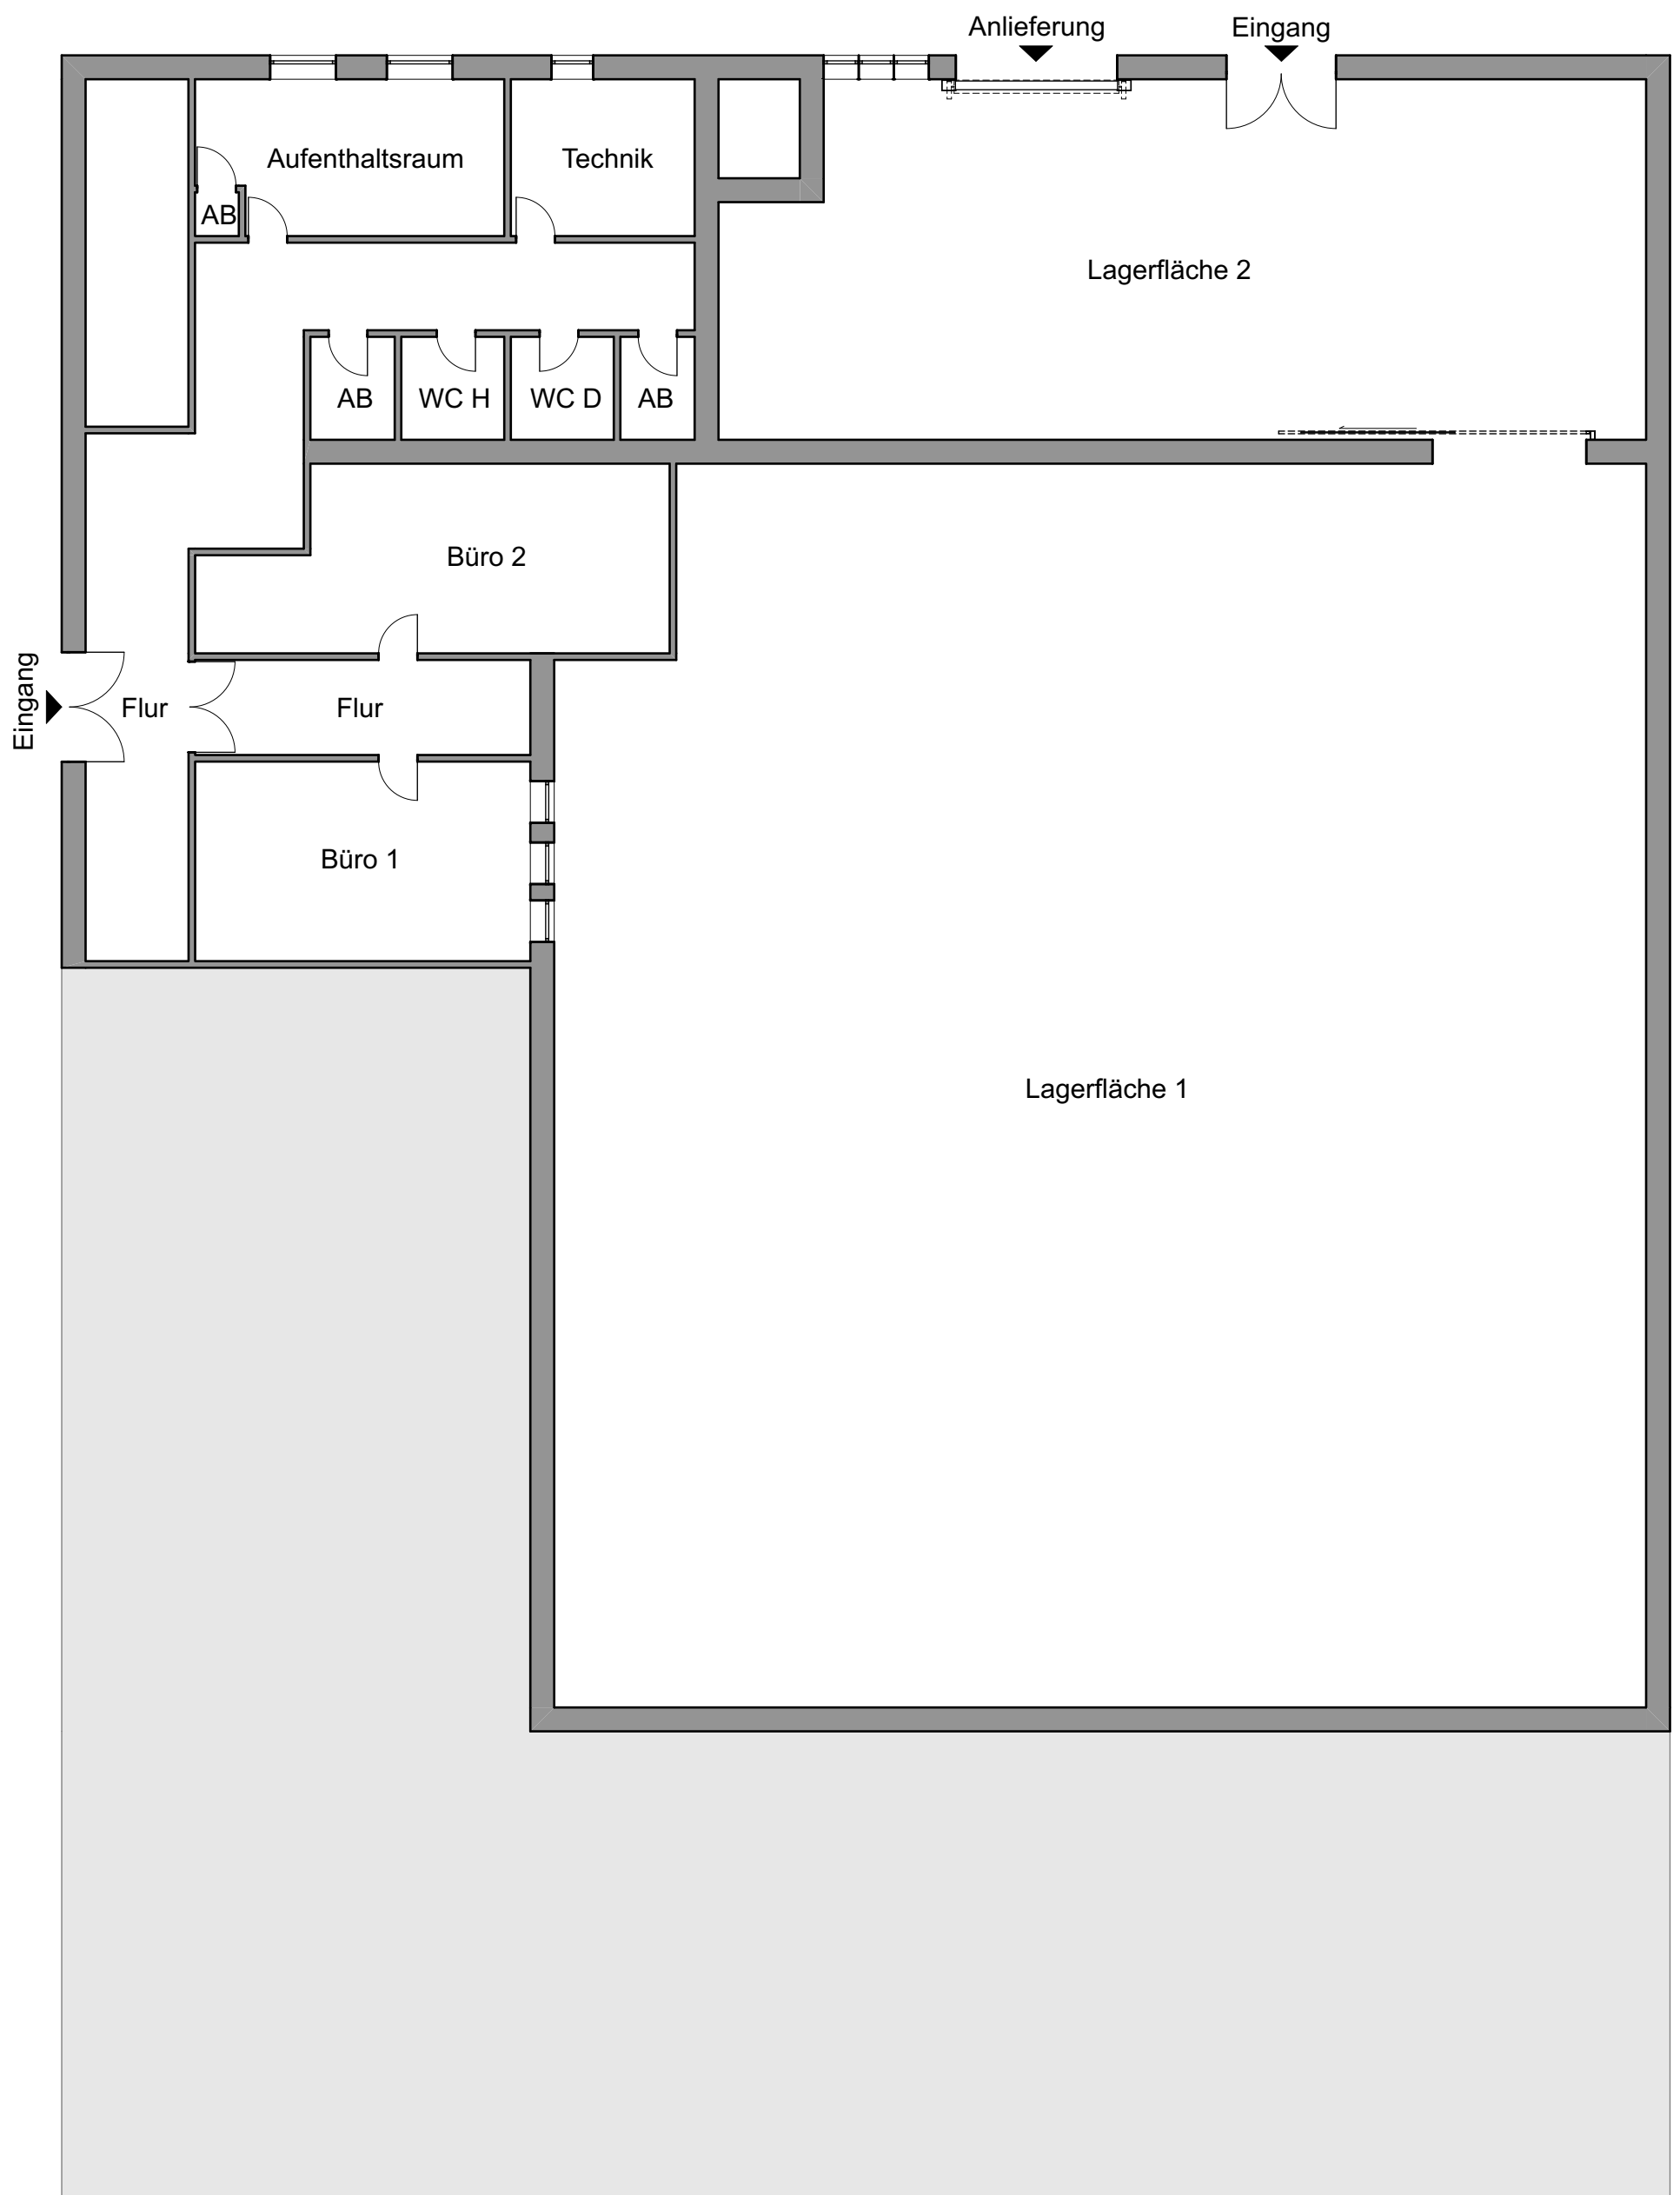 Anlieferung
Eingang
Aufenthaltsraum
Technik
AB
Lagerfläche 2
AB
WC H
WC D
AB
Büro 2
Eingang
Flur
Flur
Büro 1
Lagerfläche 1